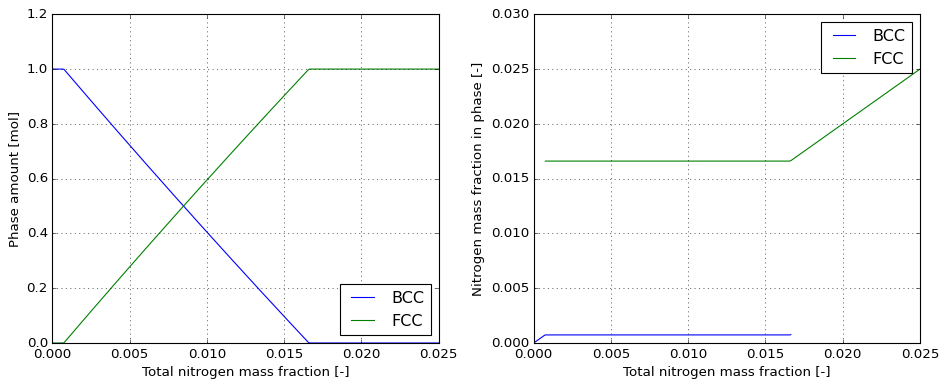 1.2
1.0
0.8
0.6
0.4
0.2
0.0
Phase amount [mol]
BCC
FCC
0.000 0.005 0.010 0.015 0.020 0.025
Total nitrogen mass fraction [-]
0.030
0.025
0.020
0.015
0.010
0.005
0.000
Nitrogen mass fraction in phase [-]
BCC
FCC
0.000 0.005 0.010 0.015 0.020 0.025
Total nitrogen mass fraction [-]